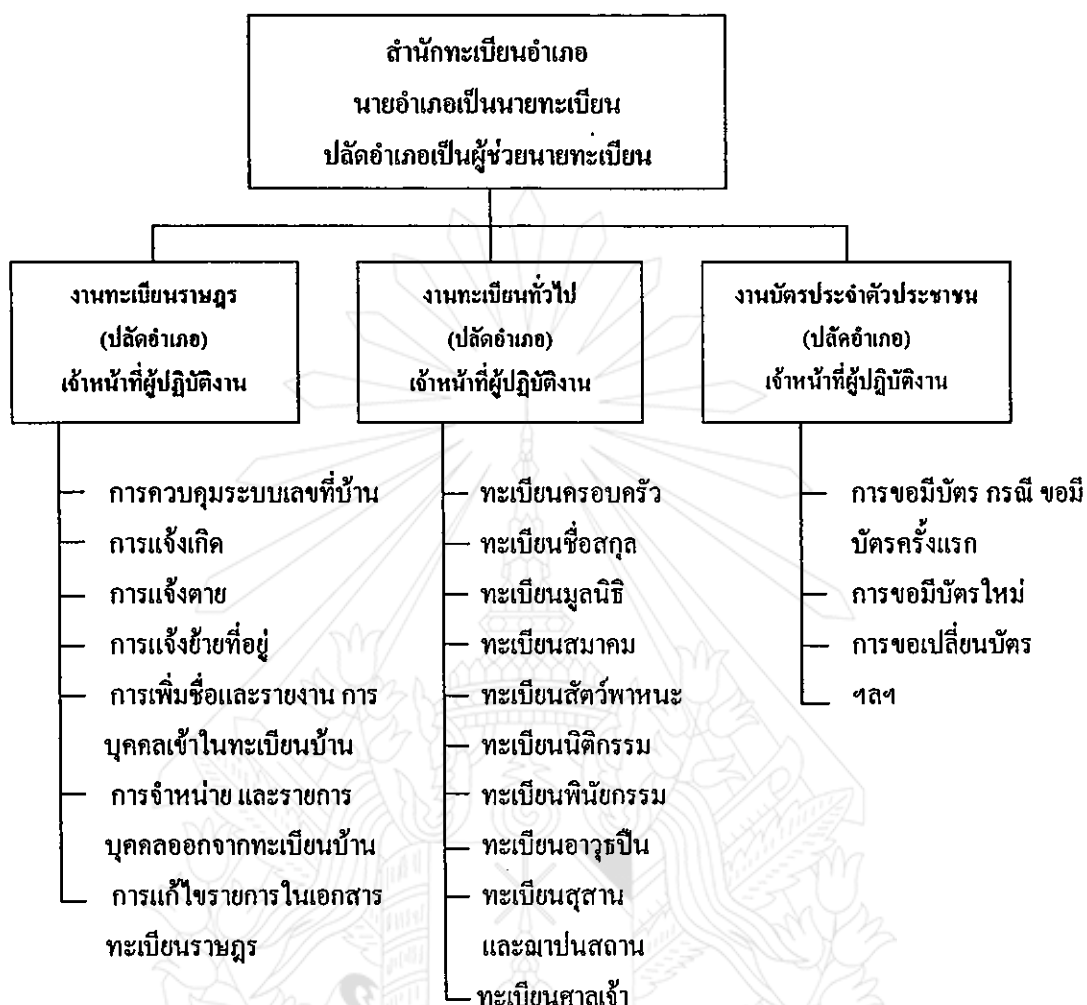 สำนักทะเบียนอำเภอ
นายอำเภอเป็นนายทะเบียน
ปลัดอำเภอเป็นผู้ช่วยนายทะเบียน
งานทะเบียนราษฎร
(ปลัดอำเภอ)
เจ้าหน้าที่ผู้ปฏิบัติงาน
การควบคุมระบบเลขที่บ้าน
การแจ้งเกิด
การแจ้งตาย
การแจ้งย้ายที่อยู่
การเพิ่มชื่อและรายงาน การ
บุคคลเข้าในทะเบียนบ้าน
การจำหน่าย และรายการ
บุคคลออกจากทะเบียนบ้าน
การแก้ไขรายการในเอกสาร
ทะเบียนราษฎร
งานทะเบียนทั่วไป
(ปลัดอำเภอ)
เจ้าหน้าที่ผู้ปฏิบัติงาน
ทะเบียนครอบครัว
ทะเบียนชื่อสกุล
ทะเบียนมูลนิธิ
ทะเบียนสมาคม
ทะเบียนสัตว์พาหนะ
ทะเบียนนิติกรรม
ทะเบียนพินัยกรรม
ทะเบียนอาวุธปืน
ทะเบียนสุสาน
และฌาปนสถาน
ทะเบียนศาลเจ้า
งานบัตรประจำตัวประชาชน
(ปลัดอำเภอ)
เจ้าหน้าที่ผู้ปฏิบัติงาน
การขอมีบัตร กรณี ขอมี
บัตรครั้งแรก
การขอมีบัตรใหม่
การขอเปลี่ยนบัตร
ฯลฯ